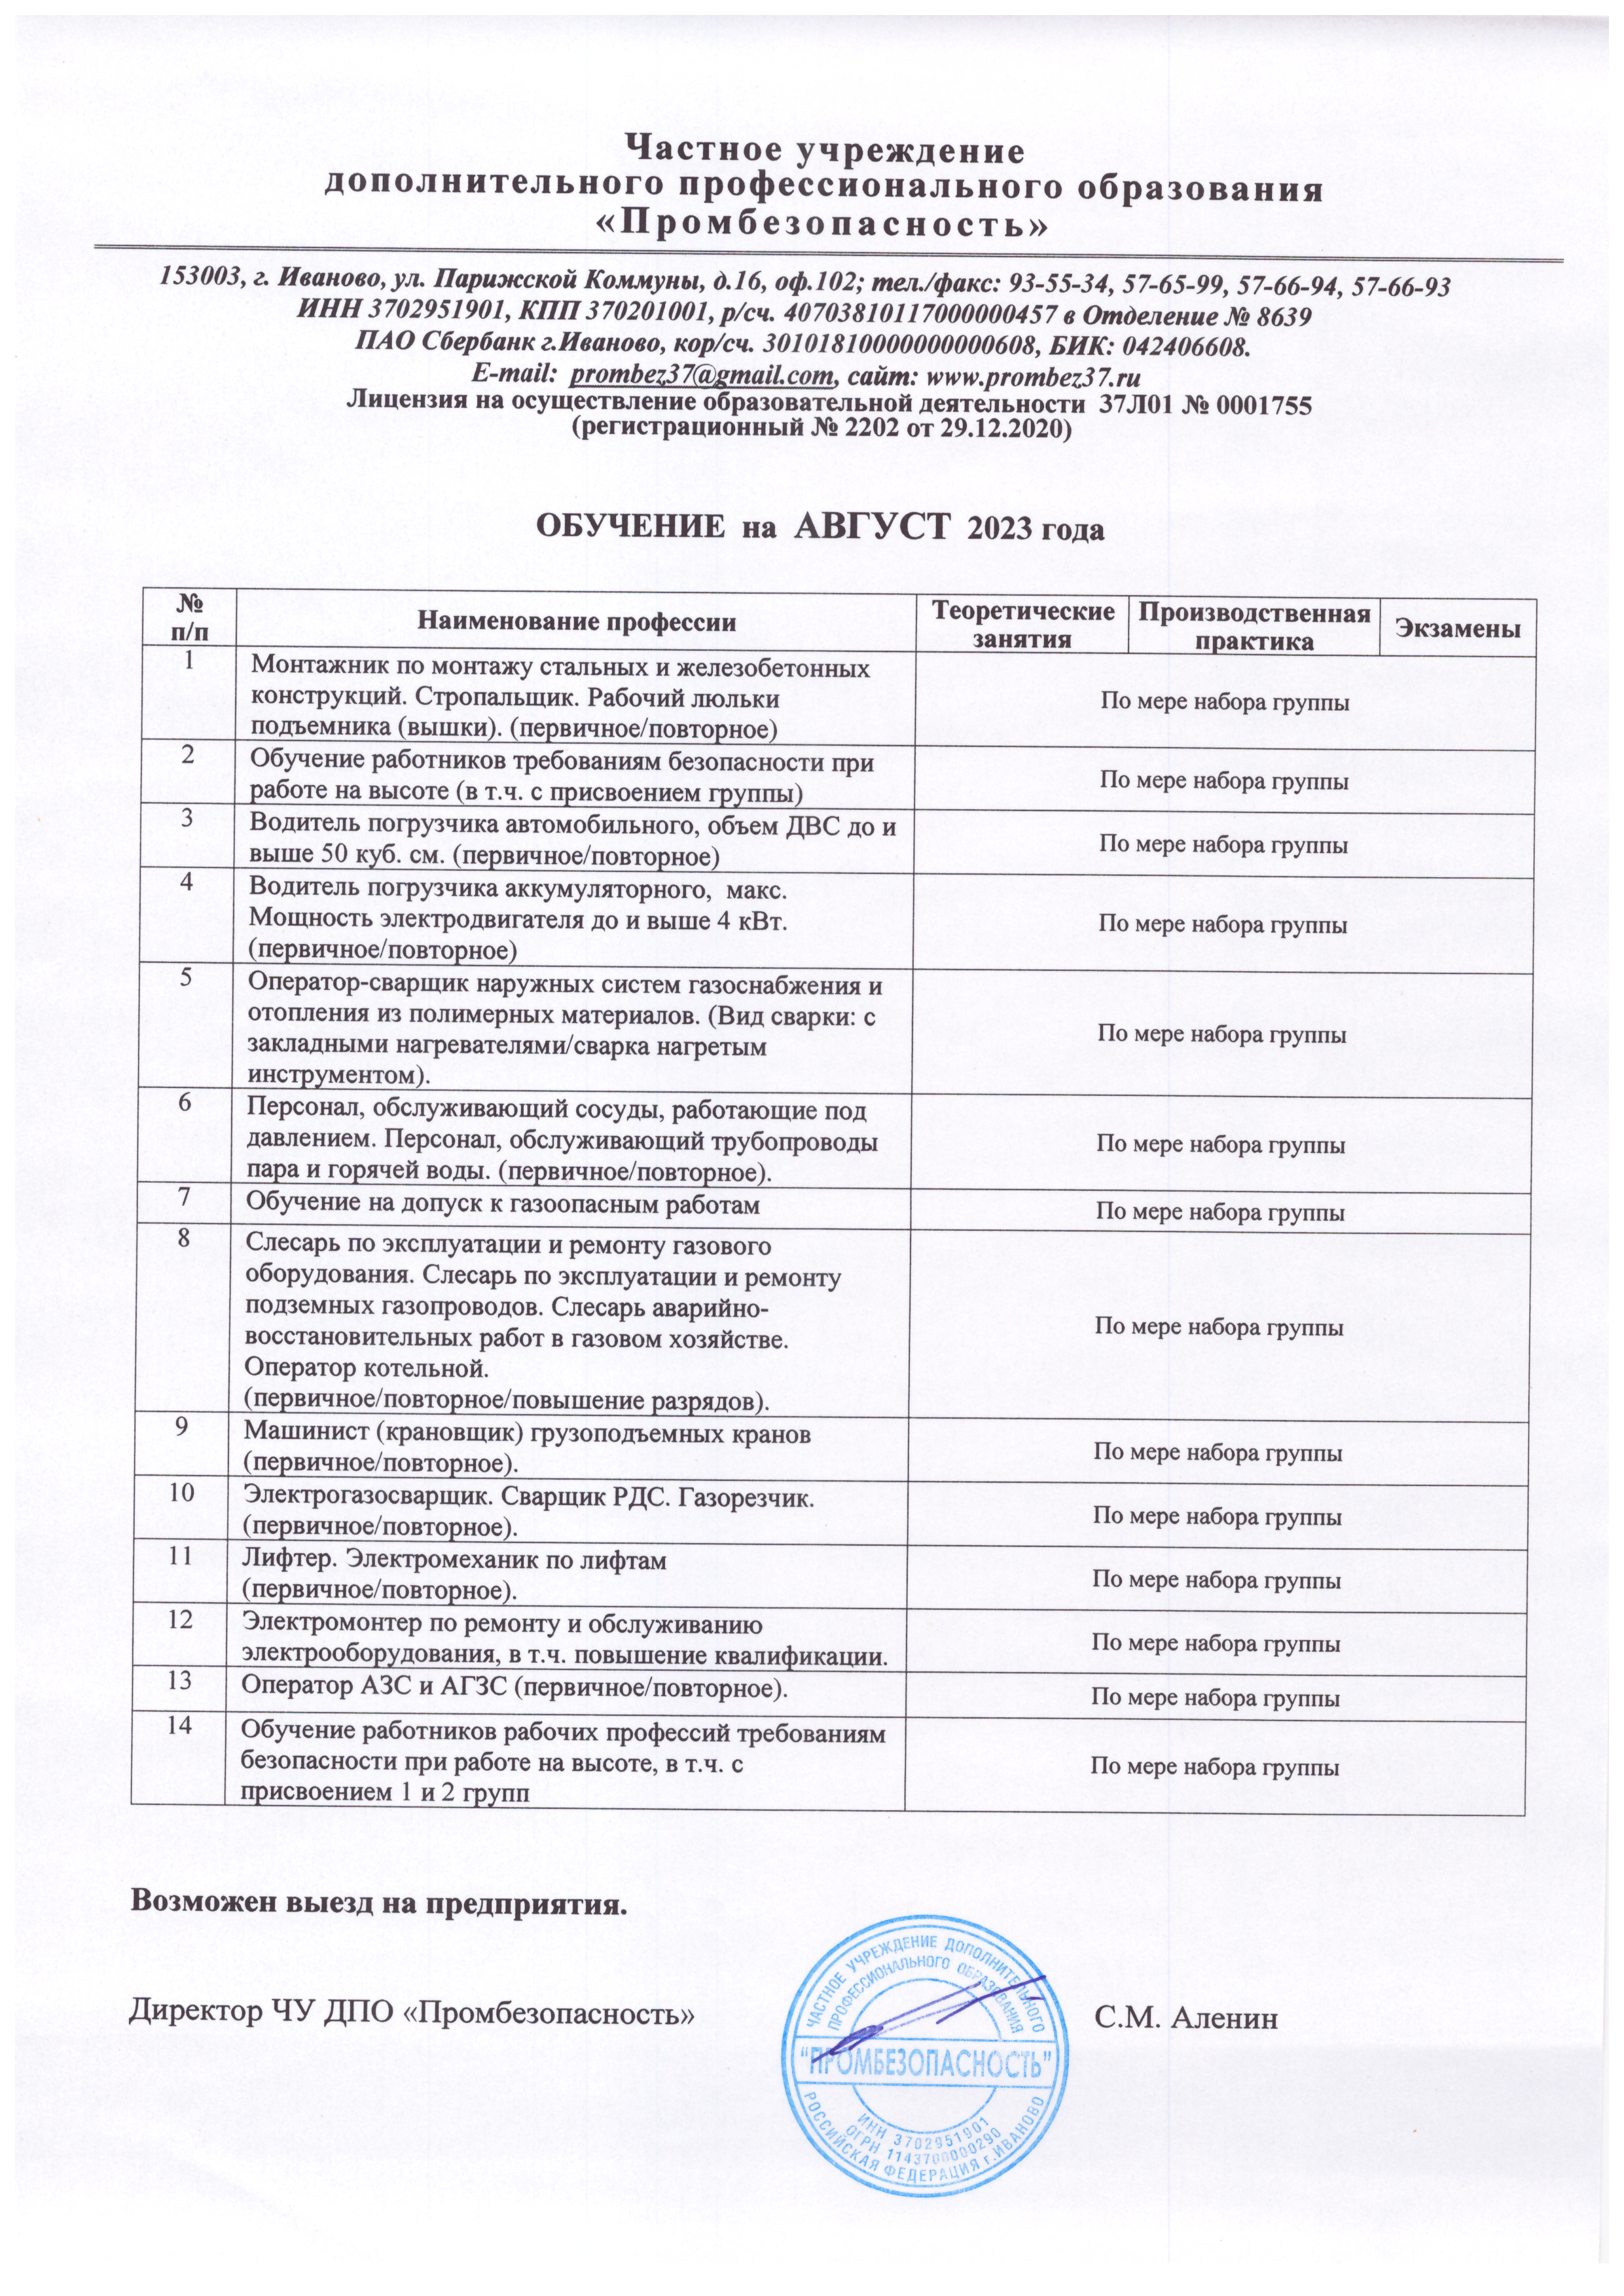 Частное учреждение
дополнительного профессионального образования
«Промбезопасность»
153003, г. Иваново, ул. Парижской Коммуны, д.16, оф.102; тел./факс: 93-55-34, 57-65-99, 57-66-94, 57-66-93
ИНН 3702951901, КПП 370201001, р/сч. 40703810117000000457 в Отделение № 8639
ПАО Сбербанк г.Иваново, кор/сч. 30101810000000000608, БИК: 042406608.
E-mail: prombez37@gmail.com, сайт: www.prombez37.ru
Лицензия на осуществление образовательной деятельности 37Л01 № 0001755
(регистрационный № 2202 от 29.12.2020)
ОБУЧЕНИЕ на АВГУСТ 2023 года
№
п/п
Наименование профессии
Теоретические
занятия
Производственная
практика
Экзамены
1
Монтажник по монтажу стальных и железобетонных
конструкций. Стропальщик. Рабочий люльки
подъемника (вышки). (первичное/повторное)
По мере набора группы
2
Обучение работников требованиям безопасности при
работе на высоте (в т.ч. с присвоением группы)
По мере набора группы
3
Водитель погрузчика автомобильного, объем ДВС до и
выше 50 куб. см. (первичное/повторное)
По мере набора группы
4
Водитель погрузчика аккумуляторного, макс.
Мощность электродвигателя до и выше 4 кВт.
(первичное/повторное)
По мере набора группы
5
Оператор-сварщик наружных систем газоснабжения и
отопления из полимерных материалов. (Вид сварки: с
закладными нагревателями/сварка нагретым
инструментом).
По мере набора группы
6
Персонал, обслуживающий сосуды, работающие под
давлением. Персонал, обслуживающий трубопроводы
пара и горячей воды. (первичное/повторное).
По мере набора группы
7
Обучение на допуск к газоопасным работам
По мере набора группы
8
Слесарь по эксплуатации и ремонту газового
оборудования. Слесарь по эксплуатации и ремонту
подземных газопроводов. Слесарь аварийно-
восстановительных работ в газовом хозяйстве.
Оператор котельной.
(первичное/повторное/повышение разрядов).
По мере набора группы
9
Машинист (крановщик) грузоподъемных кранов
(первичное/повторное).
По мере набора группы
10
Электрогазосварщик. Сварщик РДС. Газорезчик.
(первичное/повторное).
По мере набора группы
11
Лифтер. Электромеханик по лифтам
(первичное/повторное).
По мере набора группы
12
Электромонтер по ремонту и обслуживанию
электрооборудования, в т.ч. повышение квалификации.
По мере набора группы
13
Оператор АЗС и АГЗС (первичное/повторное).
По мере набора группы
14
Обучение работников рабочих профессий требованиям
безопасности при работе на высоте, в т.ч. с
присвоением 1 и 2 групп
По мере набора группы
Возможен выезд на предприятия.
Директор ЧУ ДПО «Промбезопасность»
С.М. Аленин
ЧАСТНОЕ УЧРЕЖДЕНИЕ ДОПОЛНИТЕЛЬНОГО
ПРОФЕССИОНАЛЬНОГО ОБРАЗОВАНИЯ
"ПРОМБЕЗОПАСНОСТЬ"
ИНН 3702951901
ОГРН 1143700000290
РОССИЙСКАЯ ФЕДЕРАЦИЯ г.ИВАНОВО